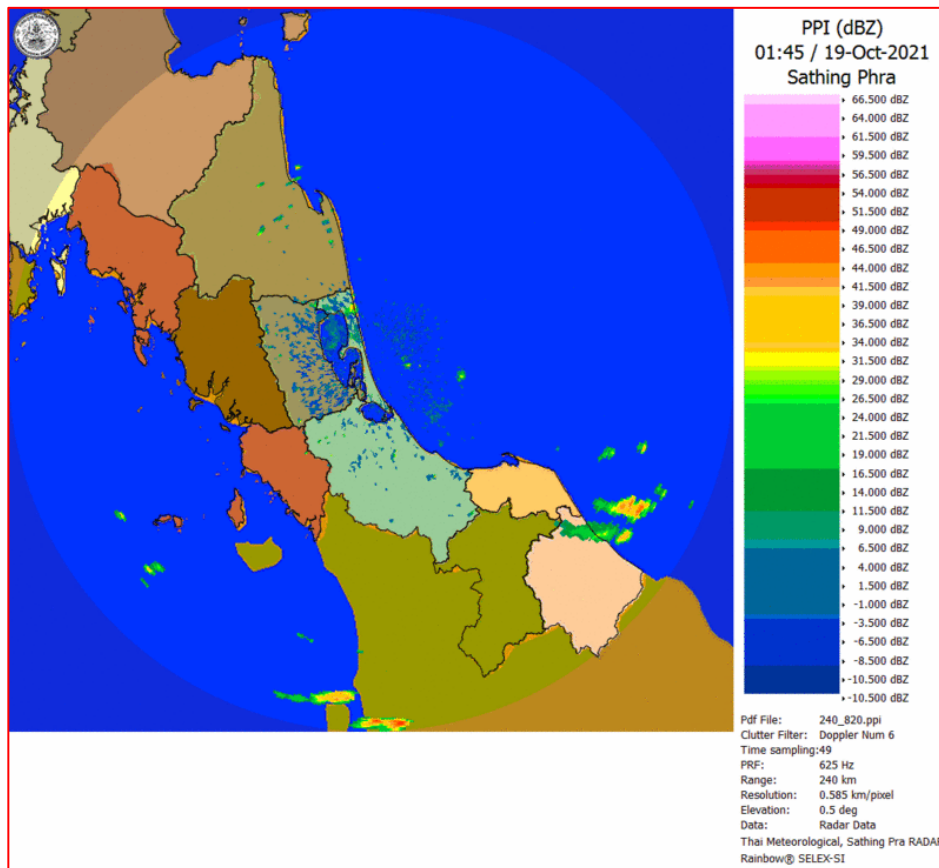 PPI (dBZ)
01:45 / 19-Oct-2021
Sathing Phra
66.500 dBZ
64.000 dBZ
61.500 dBZ
59.500 dBZ
56.500 dBZ
54.000 dBZ
51.500 dBZ
49.000 dBZ
46.500 dBZ
44.000 dBZ
41.500 dBZ
39.000 dBZ
36.500 dBZ
34.000 dBZ
31.500 dBZ
29.000 dBZ
26.500 dBZ
24.000 dBZ
21.500 dBZ
19.000 dBZ
16.500 dBZ
14.000 dBZ
11.500 dBZ
9.000 dBZ
6.500 dBZ
4.000 dBZ
1.500 dBZ
-1.000 dBZ
-3.500 dBZ
-6.500 dBZ
-8.500 dBZ
-10.500 dBZ
-10.500 dBZ
Pdf File: 240_820.ppi
Clutter Filter: Doppler Num 6
Time sampling:49
PRF: 625 Hz
Range: 240 km
Resolution: 0.585 km/pixel
Elevation: 0.5 deg
Data: Radar Data
Thai Meteorological, Sathing Pra RADAR
Rainbow® SELEX-SI